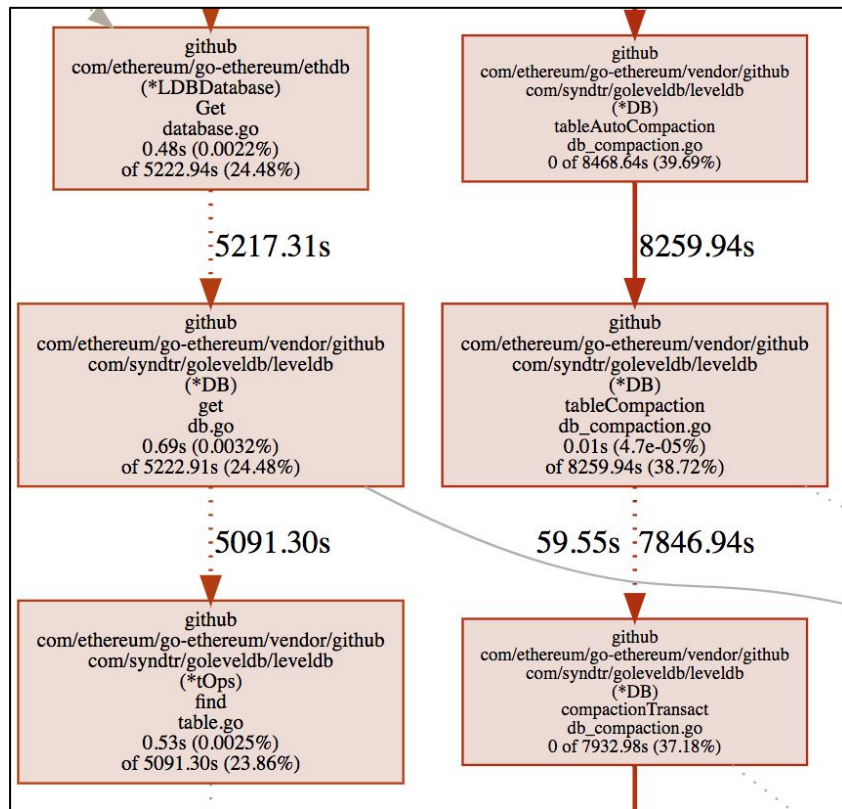 github
com/ethereum/go-ethereum/ethdb
(*LDBDatabase)
Get
database.go
0.48s (0.0022%)
of 5222.94s (24.48%)
5217.31s
github
com/ethereum/go-ethereum/vendor/github
com/syndtr/goleveldb/leveldb
(*DB)
get
db.go
0.69s (0.0032%)
of 5222.91s (24.48%)
5091.30s
github
com/ethereum/go-ethereum/vendor/github
com/syndtr/goleveldb/leveldb
(*tOps)
find
table.go
0.53s (0.0025%)
of 5091.30s (23.86%)
github
com/ethereum/go-ethereum/vendor/github
com/syndtr/goleveldb/leveldb
(*DB)
tableAutoCompaction
db_compaction.go
0 of 8468.64s (39.69%)
8259.94s
github
com/ethereum/go-ethereum/vendor/github
com/syndtr/goleveldb/leveldb
(*DB)
tableCompaction
db_compaction.go
0.01s (4.7e-05%)
of 8259.94s (38.72%)
59.55s 7846.94s
github
com/ethereum/go-ethereum/vendor/github
com/syndtr/goleveldb/leveldb
(*DB)
compactionTransact
db_compaction.go
0 of 7932.98s (37.18%)